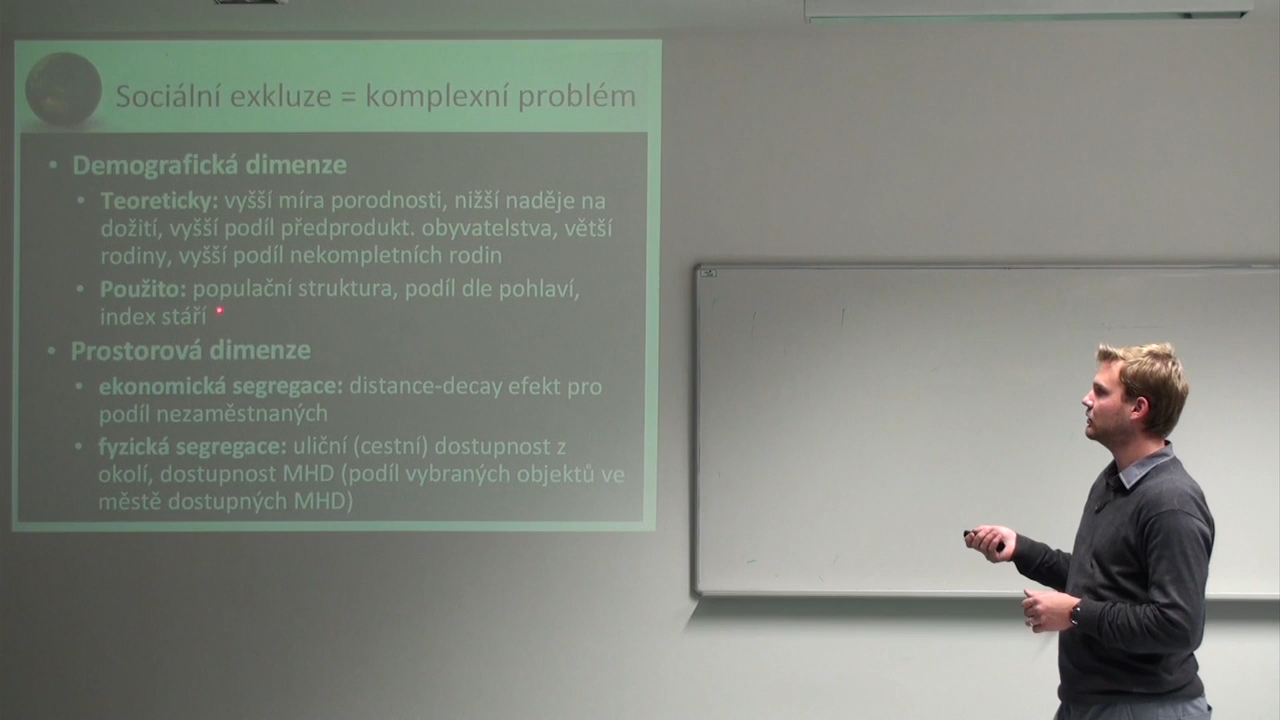 Sociální exkluze = komplexní problém
• Demografická dimenze
• Teoreticky: vyšší míra porodnosti, nižší naděje na
dožití, vyšší podíl předprodukt. obyvatelstva, větší
rodiny, vyšší podíl nekompletních rodin
• Použito: populační struktura, podíl dle pohlaví,
index stáří
• Prostorová dimenze
• ekonomická segregace: distance-decay efekt pro
podíl nezaměstnaných
• fyzická segregace: uliční (cestní) dostupnost z
okolí, dostupnost MHD (podíl vybraných objektů ve
městě dostupných MHD)